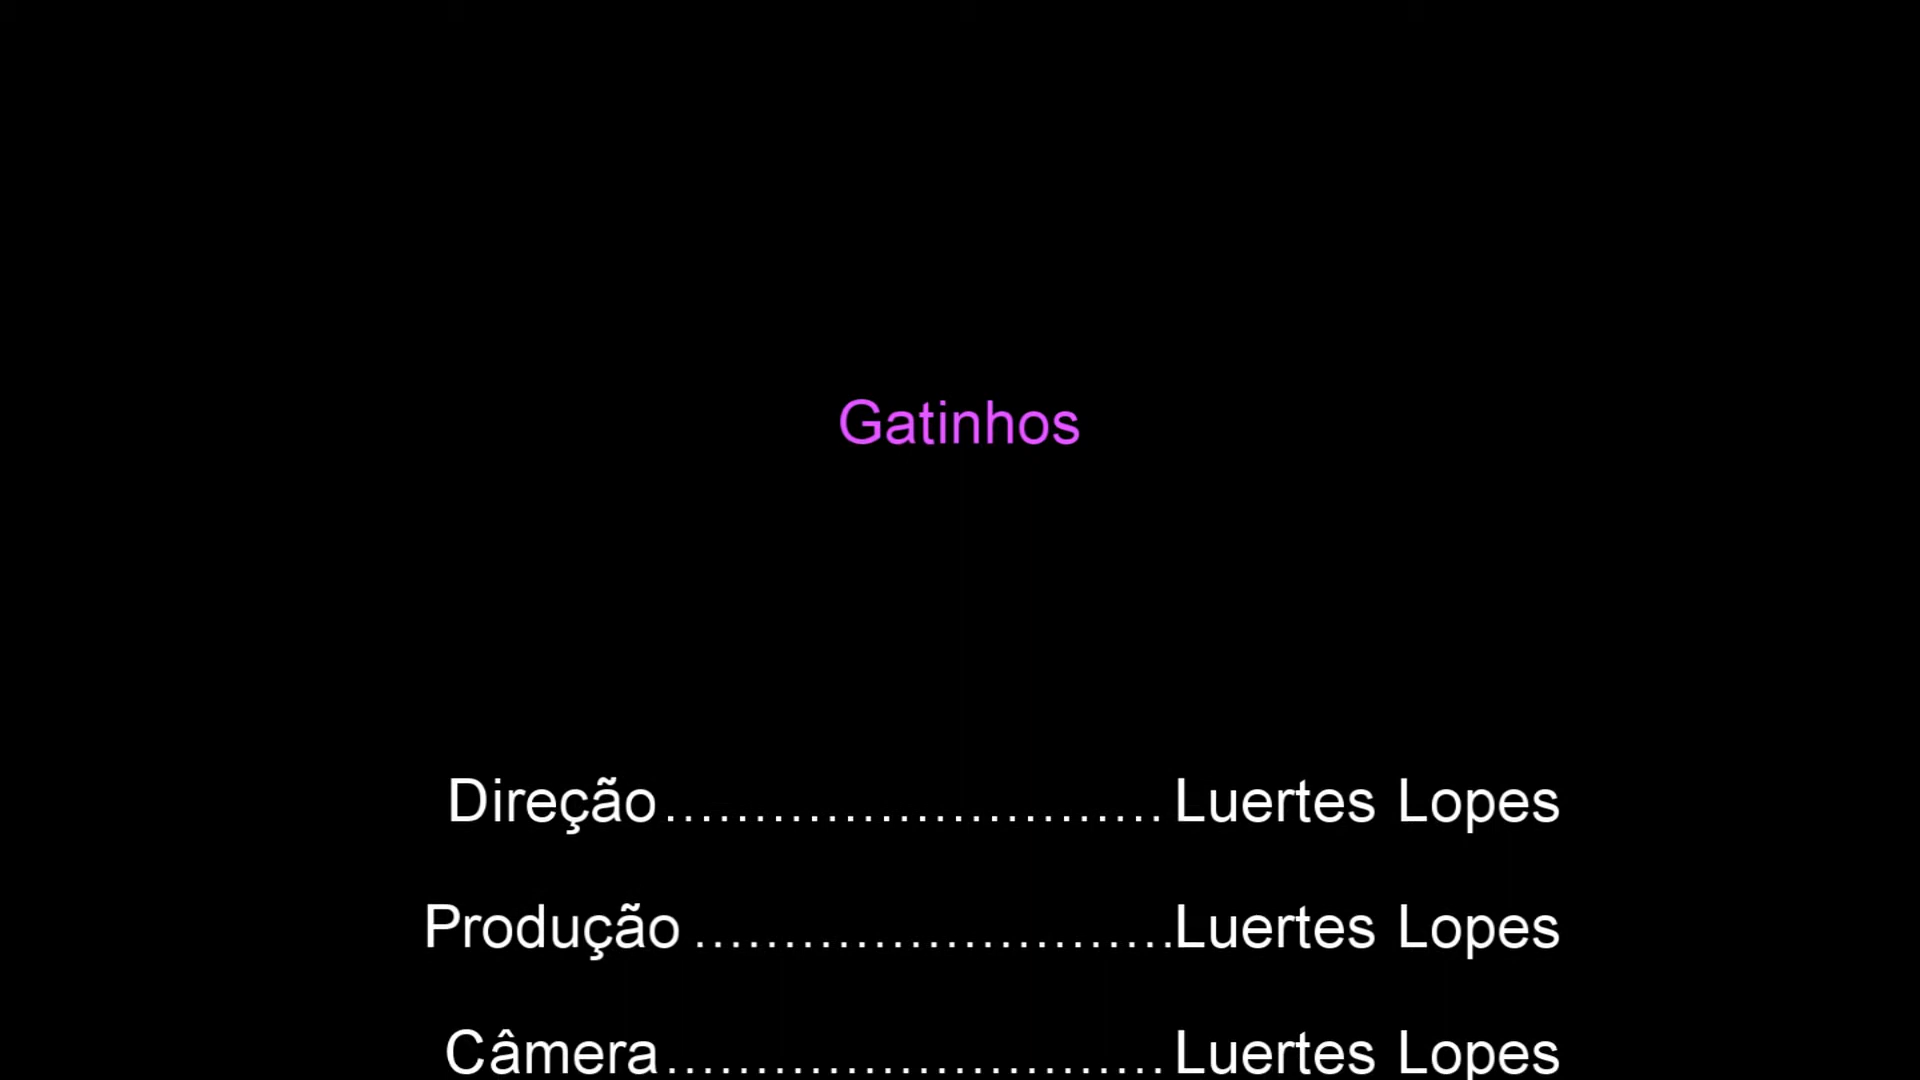 Gatinhos
Direção............................Luertes Lopes
Produção ...........................Luertes Lopes
Câmera............................Luertes Lopes